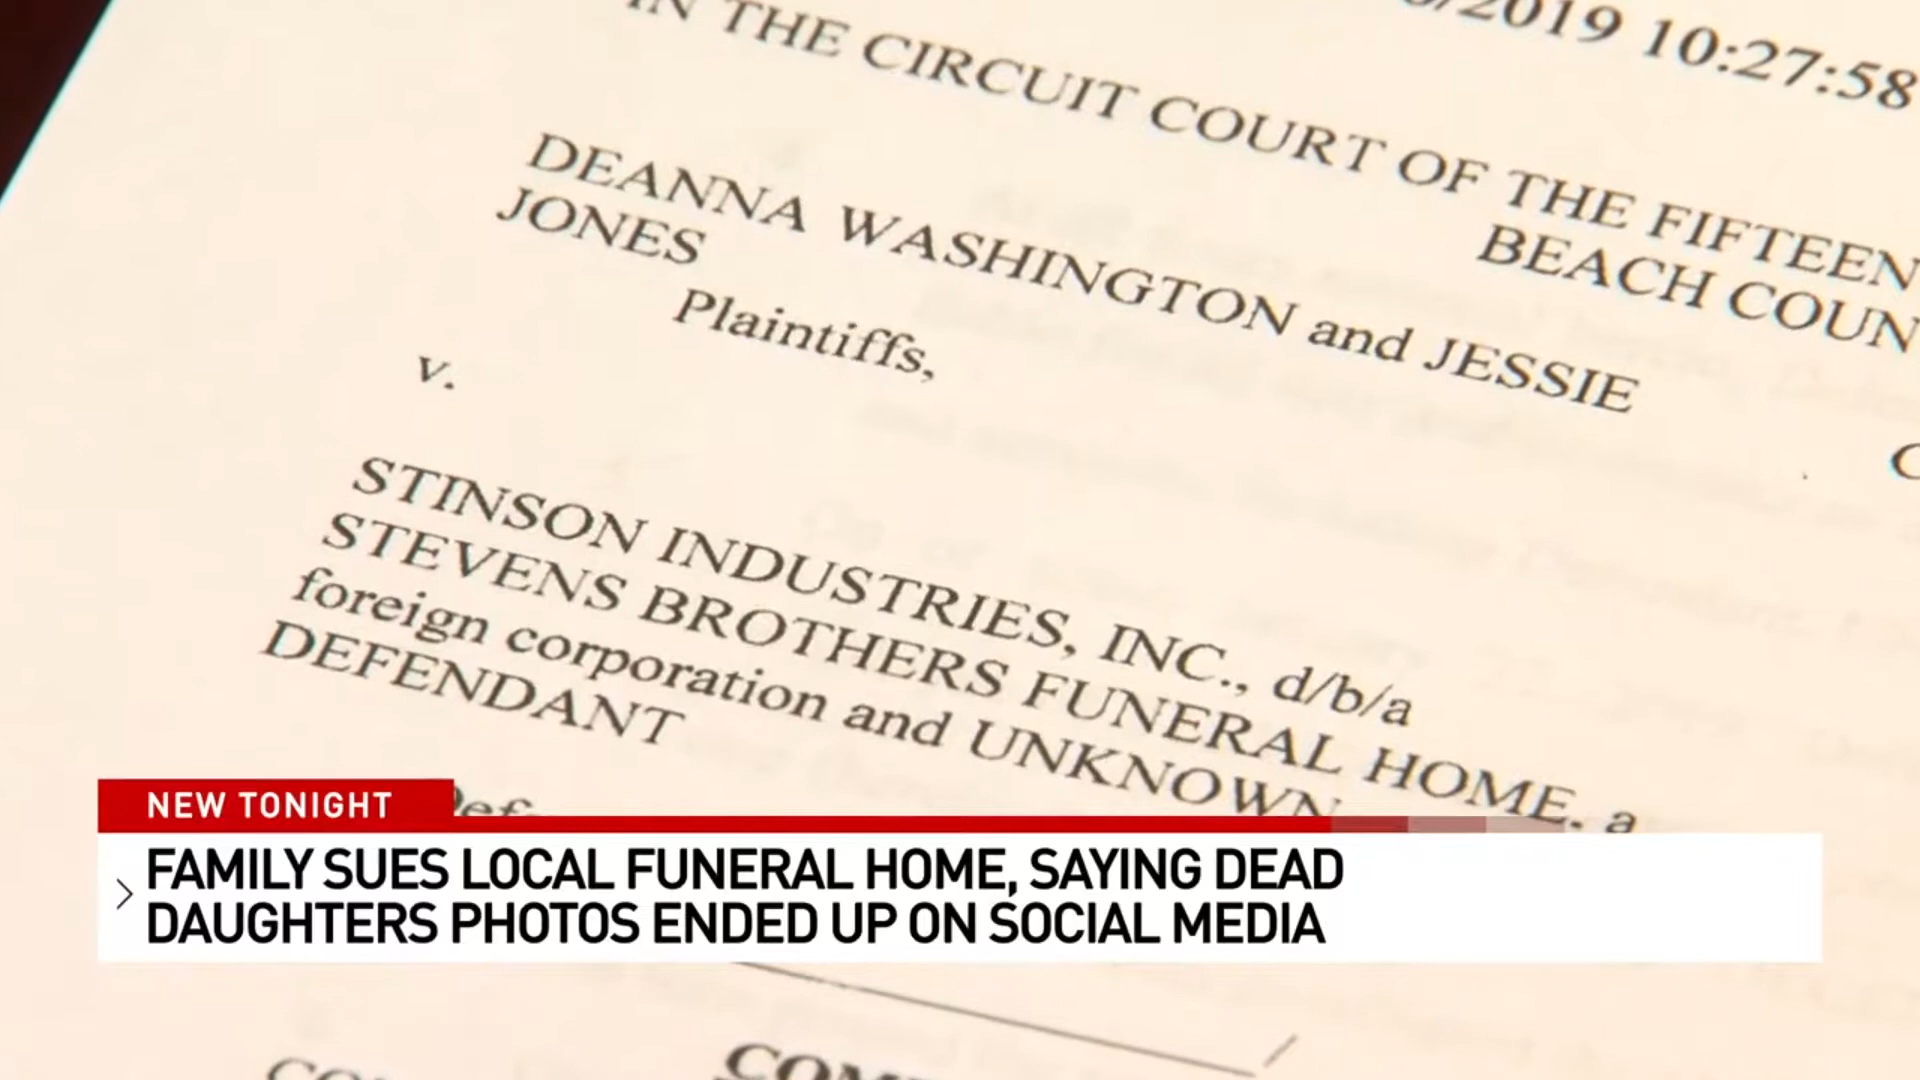 /2019 10:27:58
IN THE CIRCUIT COURT OF THE FIFTEEN
BEACH COUN
DEANNA WASHINGTON and JESSIE
JONES
Plaintiffs,
v.
STINSON INDUSTRIES, INC., d/b/a
STEVENS BROTHERS FUNERAL HOME, a
foreign corporation and UNKNOWN
DEFENDANT
NEW TONIGHT
FAMILY SUES LOCAL FUNERAL HOME, SAYING DEAD
DAUGHTERS PHOTOS ENDED UP ON SOCIAL MEDIA